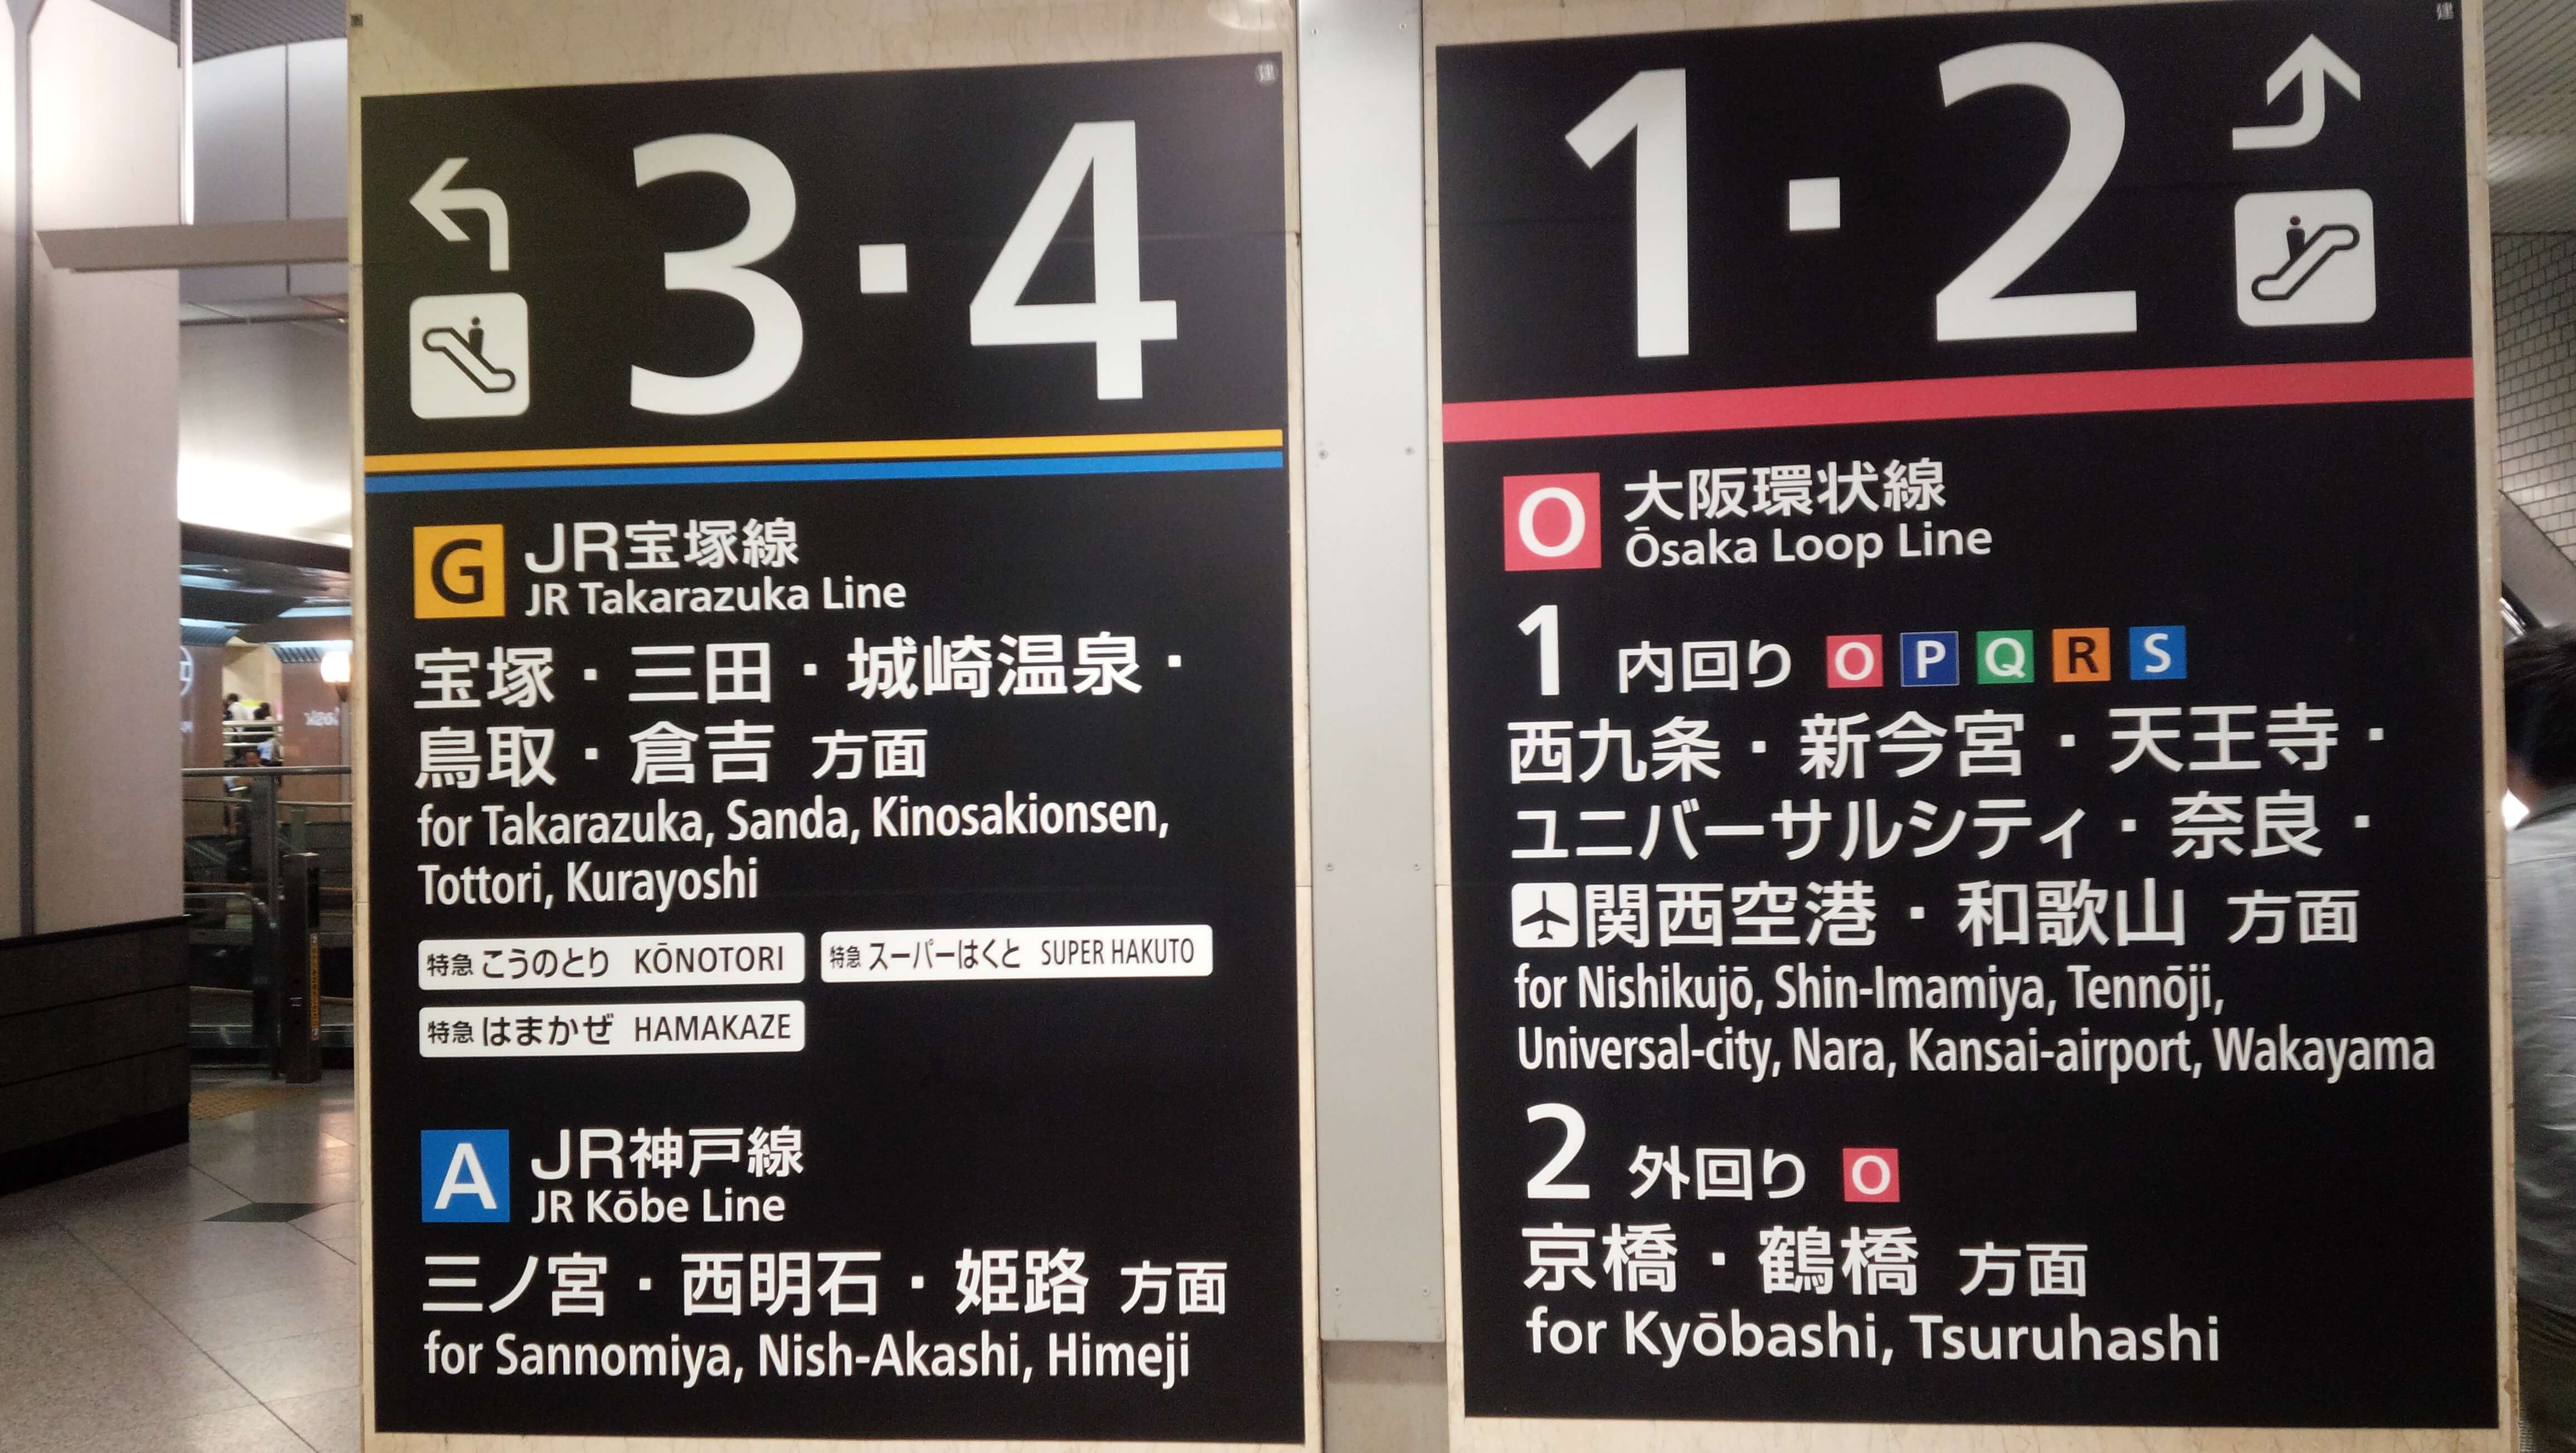 3・4
G JR宝塚線
JR Takarazuka Line
宝塚・三田・城崎温泉・
鳥取・倉吉 方面
for Takarazuka, Sanda, Kinosakionsen,
Tottori, Kurayoshi
特急 こうのとり KŌNOTORI 特急 スーパーはくと SUPER HAKUTO
特急 はまかぜ HAMAKAZE
A JR神戸線
JR Kōbe Line
三ノ宮・西明石・姫路 方面
for Sannomiya, Nish-Akashi, Himeji
1・2
O 大阪環状線
Ōsaka Loop Line
1 内回り O P Q R S
西九条・新今宮・天王寺・
ユニバーサルシティ・奈良・
関西空港・和歌山 方面
for Nishikujō, Shin-Imamiya, Tennōji,
Universal-city, Nara, Kansai-airport, Wakayama
2 外回り O
京橋・鶴橋 方面
for Kyōbashi, Tsuruhashi